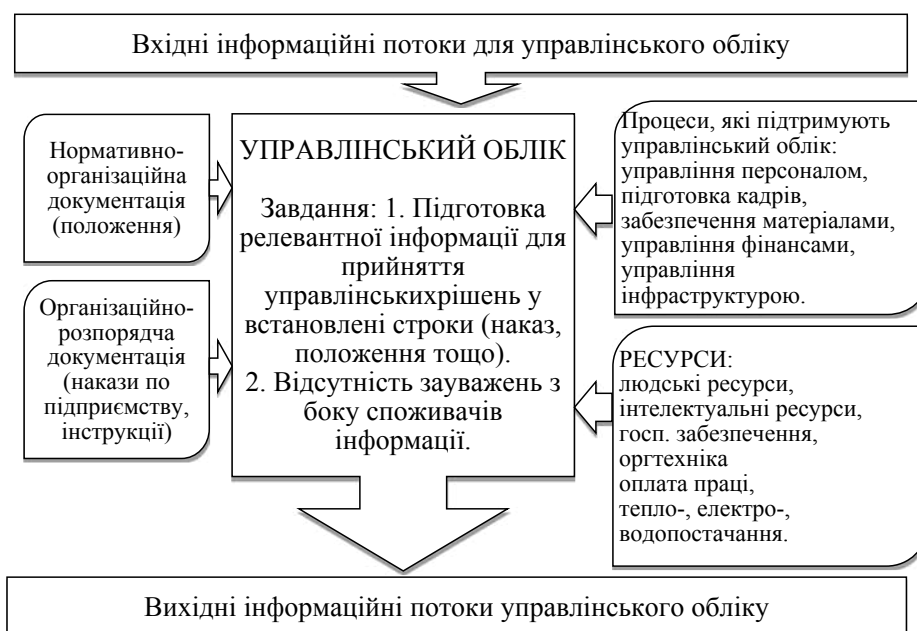 Вхідні інформаційні потоки для управлінського обліку
Нормативно-
організаційна
документація
(положення)
Організаційно-
розпорядча
документація
(накази по
підприємству,
інструкції)
УПРАВЛІНСЬКИЙ ОБЛІК
Завдання: 1. Підготовка
релевантної інформації для
прийняття
управлінськихрішень у
встановлені строки (наказ,
положення тощо).
2. Відсутність зауважень з
боку споживачів
інформації.
Процеси, які підтримують
управлінський облік:
управління персоналом,
підготовка кадрів,
забезпечення матеріалами,
управління фінансами,
управління
інфраструктурою.
РЕСУРСИ:
людські ресурси,
інтелектуальні ресурси,
госп. забезпечення,
оргтехніка
оплата праці,
тепло-, електро-,
водопостачання.
Вихідні інформаційні потоки управлінського обліку